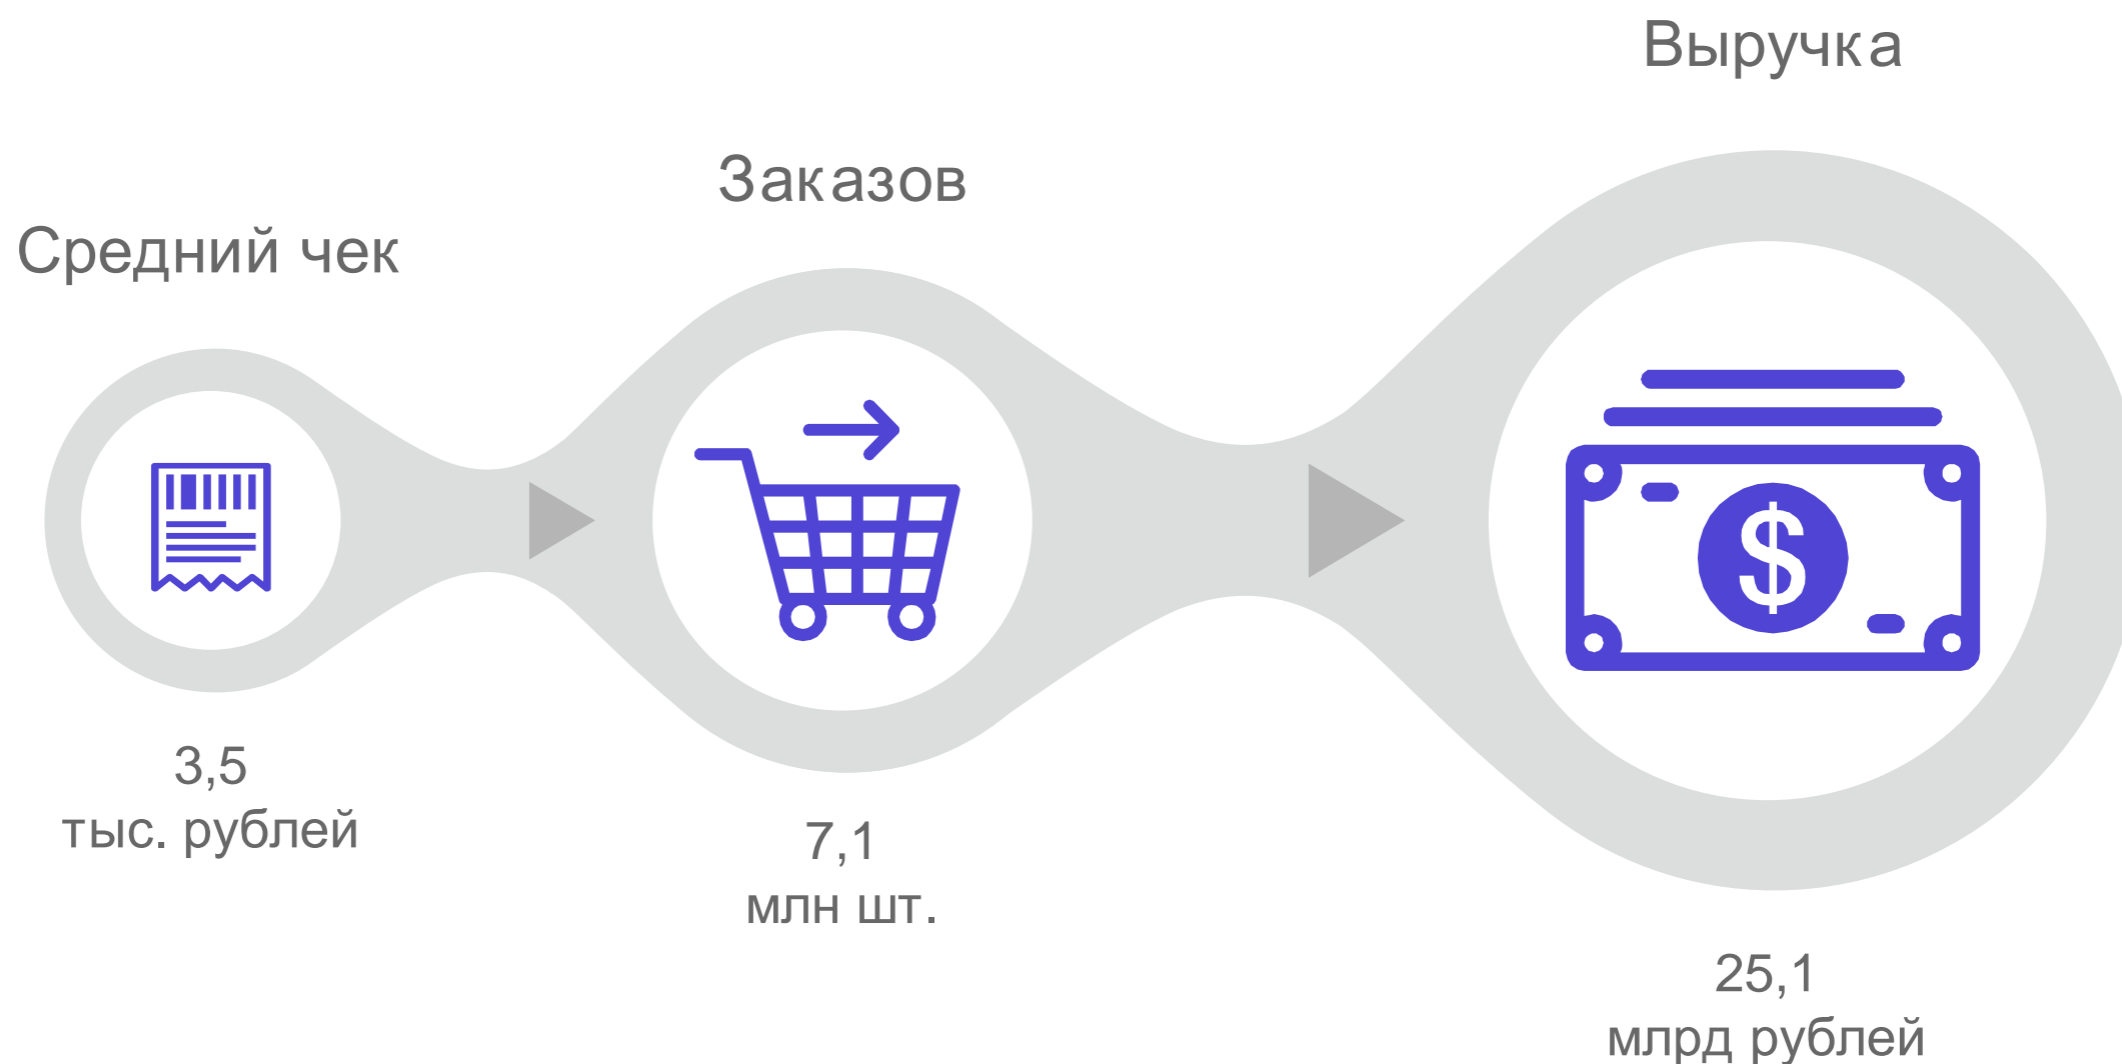 Средний чек
3,5
тыс. рублей
Заказов
7,1
млн шт.
Выручка
$
25,1
млрд рублей